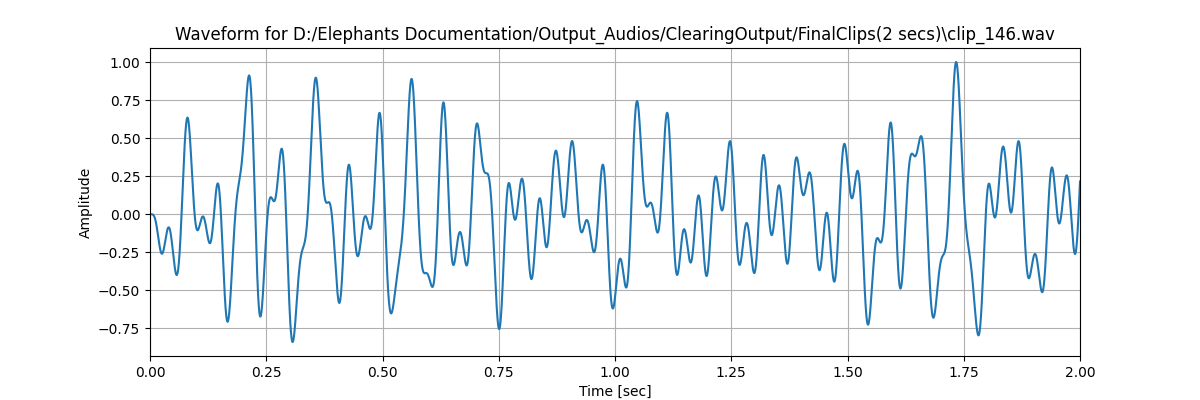 Waveform for D:/Elephants Documentation/Output_Audios/ClearingOutput/FinalClips(2 secs)\clip_146.wav
1.00
0.75
0.50
0.25
0.00
−0.25
−0.50
−0.75
Amplitude
0.00 0.25 0.50 0.75 1.00 1.25 1.50 1.75 2.00
Time [sec]